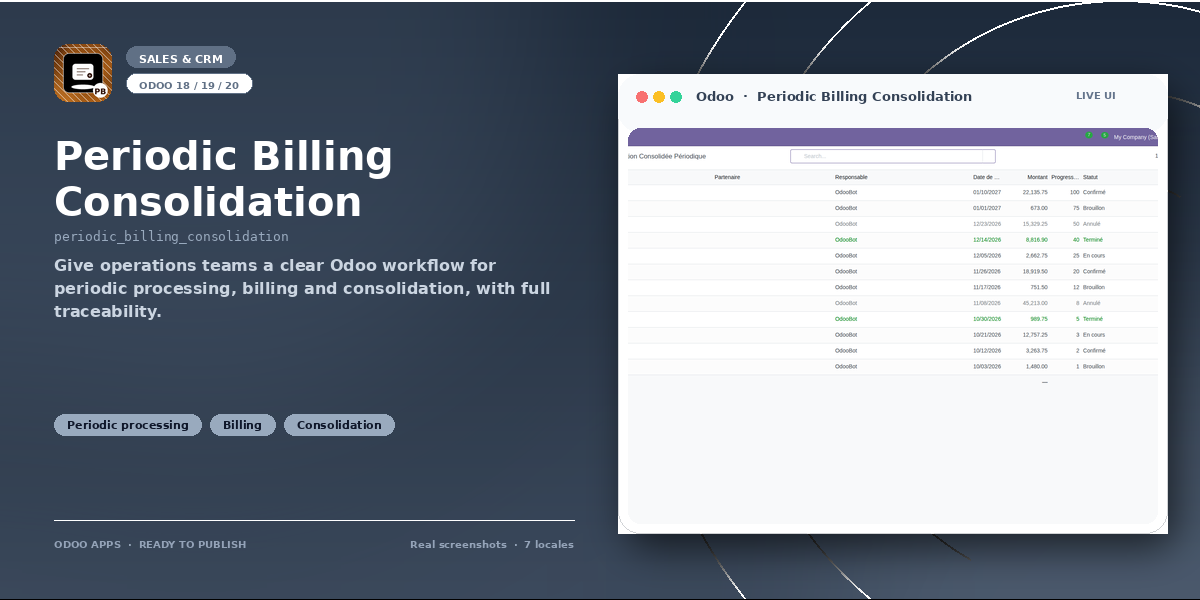 SALES & CRM
ODOO 18 / 19 / 20
PB
Periodic Billing
Consolidation
periodic_billing_consolidation
Give operations teams a clear Odoo workflow for
periodic processing, billing and consolidation, with full
traceability.
Periodic processing
Billing
Consolidation
ODOO APPS · READY TO PUBLISH
Real screenshots · 7 locales
Odoo · Periodic Billing Consolidation
LIVE UI
My Company (Sa
ion Consolidée Périodique
Search...
1
Partenaire Responsable Date de ... Montant Progress... Statut
OdooBot 01/10/2027 22,135.75 100 Confirmé
OdooBot 01/01/2027 673.00 75 Brouillon
OdooBot 12/23/2026 15,329.25 50 Annulé
OdooBot 12/14/2026 8,816.90 40 Terminé
OdooBot 12/05/2026 2,662.75 25 En cours
OdooBot 11/26/2026 18,919.50 20 Confirmé
OdooBot 11/17/2026 751.50 12 Brouillon
OdooBot 11/08/2026 45,213.00 8 Annulé
OdooBot 10/30/2026 989.75 5 Terminé
OdooBot 10/21/2026 12,757.25 3 En cours
OdooBot 10/12/2026 3,263.75 2 Confirmé
OdooBot 10/03/2026 1,480.00 1 Brouillon
—